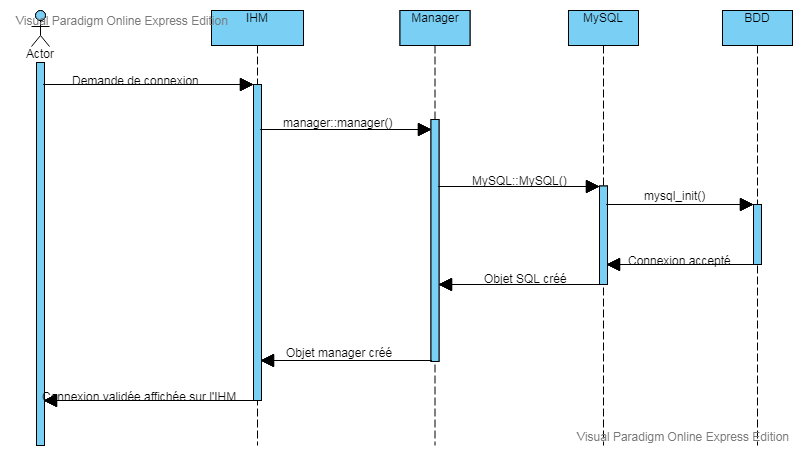 Visual Paradigm Online Express Edition
IHM
Manager
MySQL
BDD
Actor
Demande de connexion
manager::manager()
MySQL::MySQL()
mysql_init()
Connexion accepté
Objet SQL créé
Objet manager créé
Connexion validée affichée sur l'IHM
Visual Paradigm Online Express Edition